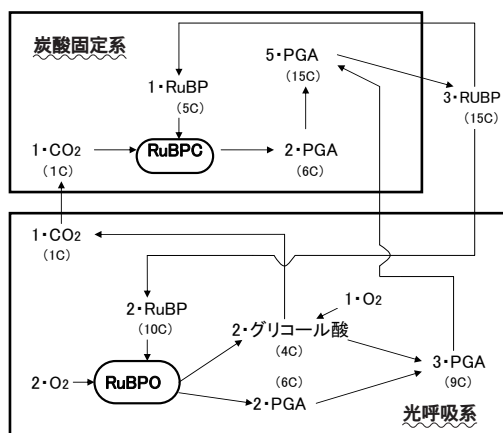 炭酸固定系
5・PGA
(15C)
1・RuBP
(5C)
3・RUBP
(15C)
1・CO2
(1C)
RuBPC
2・PGA
(6C)
1・CO2
(1C)
2・RuBP
(10C)
1・O2
2・グリコール酸
(4C)
3・PGA
(9C)
2・O2
RuBPO
(6C)
2・PGA
光呼吸系